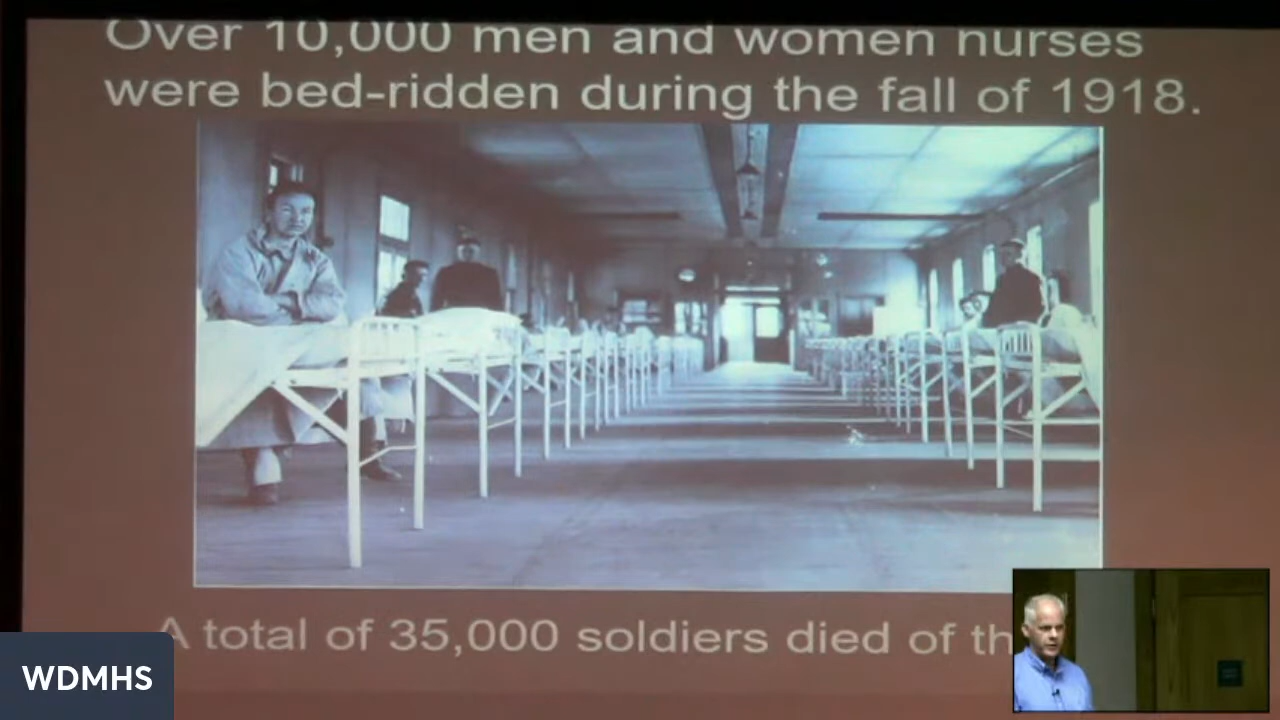 Over 10,000 men and women nurses
were bed-ridden during the fall of 1918.
A total of 35,000 soldiers died of th
WDMHS